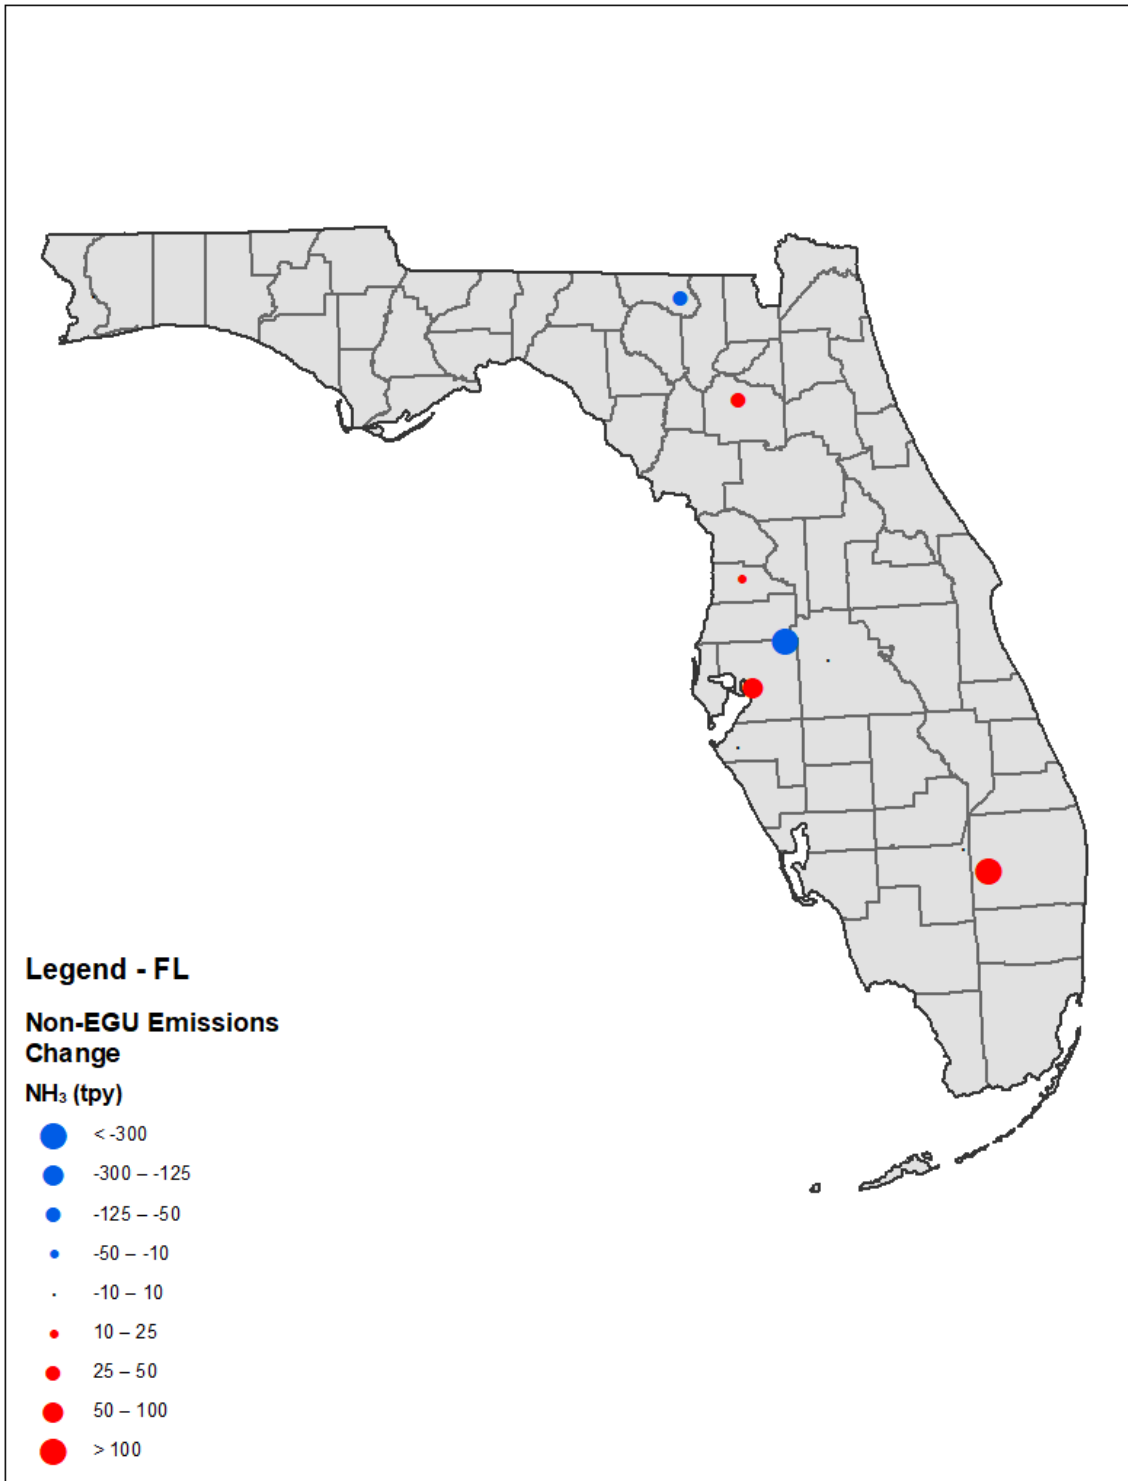 Legend - FL
Non-EGU Emissions
Change
NH₃ (tpy)
< -300
-300 – -125
-125 – -50
-50 – -10
-10 – 10
10 – 25
25 – 50
50 – 100
> 100